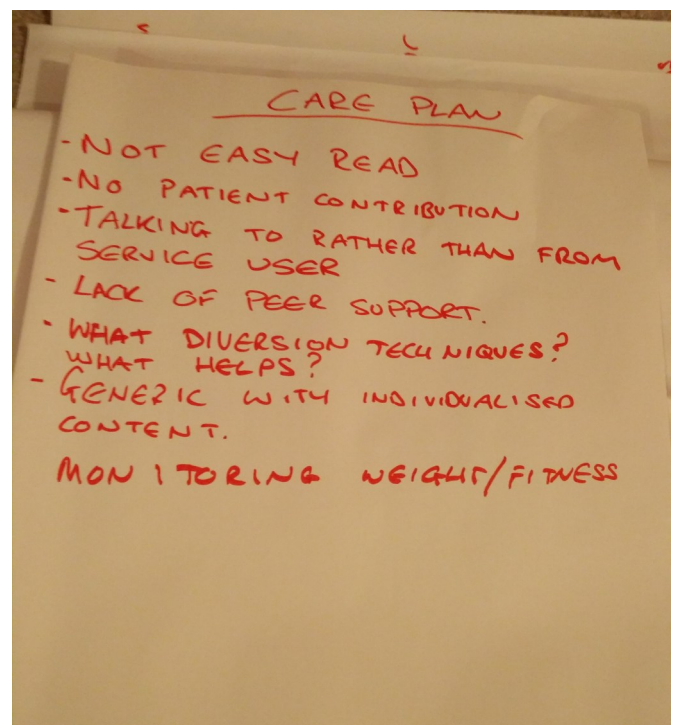 CARE PLAN
- NOT EASY READ
- NO PATIENT CONTRIBUTION
- TALKING TO RATHER THAN FROM
SERVICE USER
- LACK OF PEER SUPPORT.
- WHAT DIVERSION TECHNIQUES?
WHAT HELPS?
- GENERIC WITH INDIVIDUALISED
CONTENT.
MONITORING WEIGHT/FITNESS